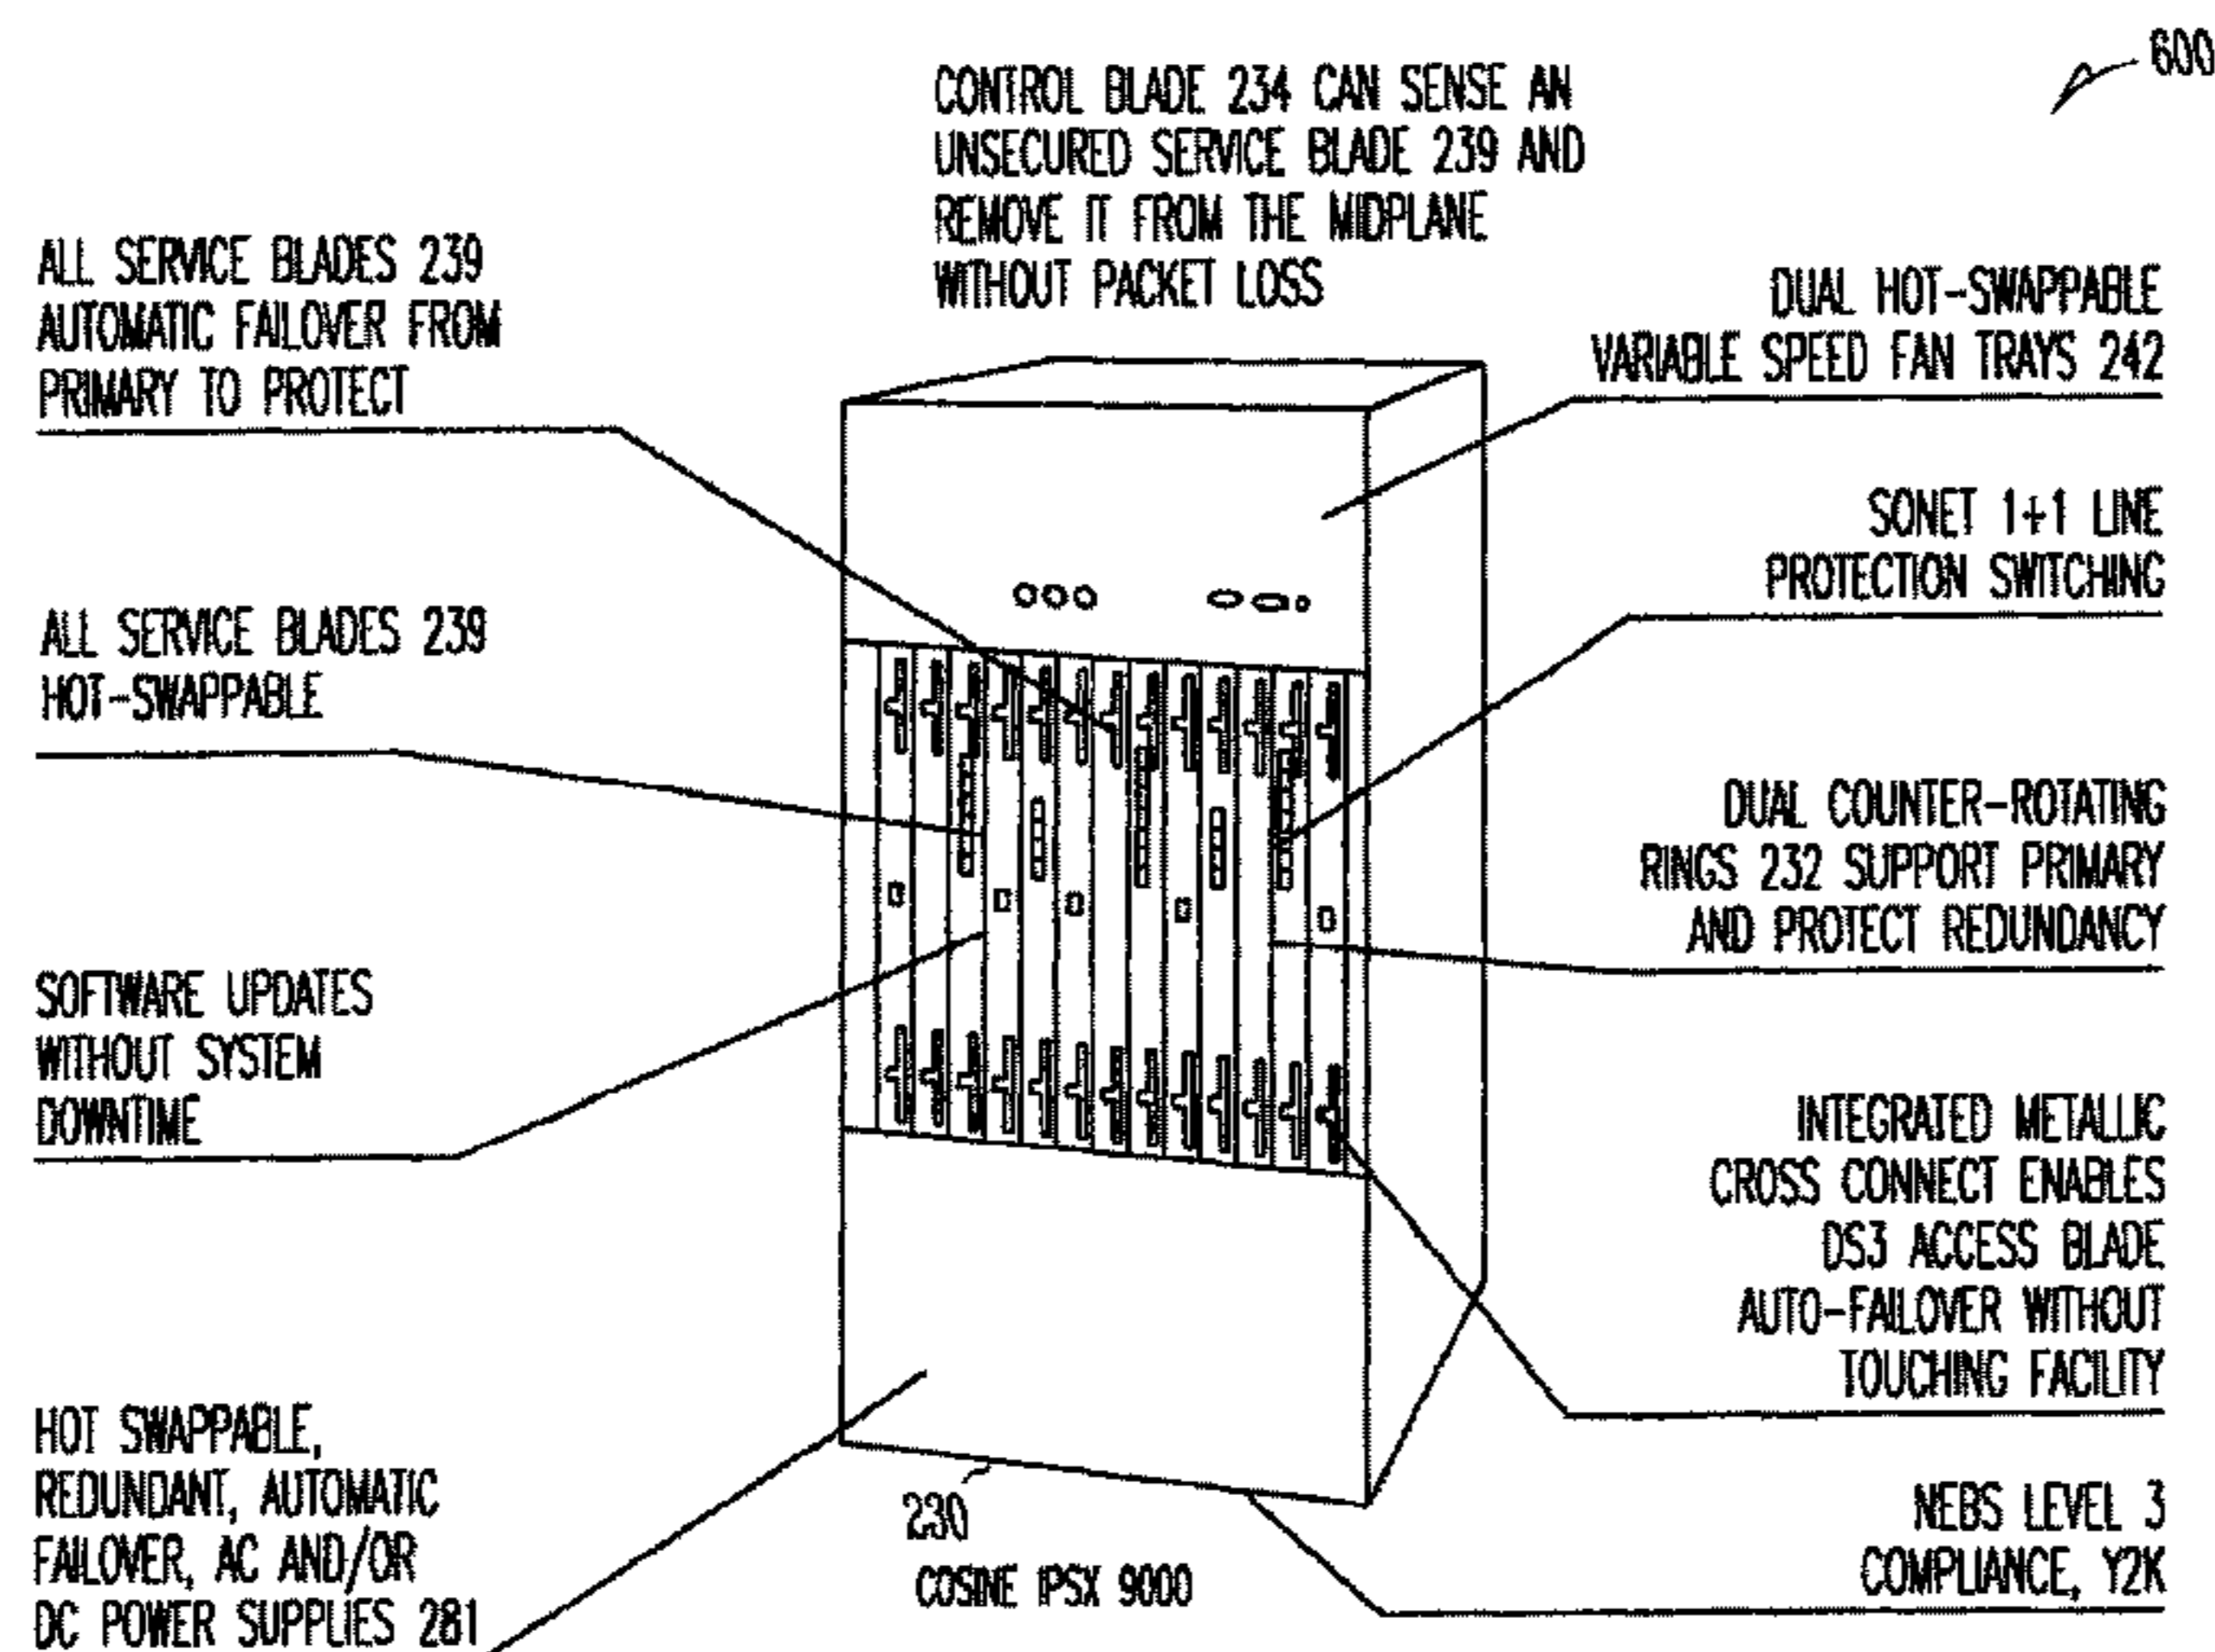 600
CONTROL BLADE 234 CAN SENSE AN
UNSECURED SERVICE BLADE 239 AND
REMOVE IT FROM THE MIDPLANE
WITHOUT PACKET LOSS
ALL SERVICE BLADES 239
AUTOMATIC FAILOVER FROM
PRIMARY TO PROTECT
DUAL HOT-SWAPPABLE
VARIABLE SPEED FAN TRAYS 242
SONET 1+1 LINE
PROTECTION SWITCHING
ALL SERVICE BLADES 239
HOT-SWAPPABLE
DUAL COUNTER-ROTATING
RINGS 232 SUPPORT PRIMARY
AND PROTECT REDUNDANCY
SOFTWARE UPDATES
WITHOUT SYSTEM
DOWNTIME
INTEGRATED METALLIC
CROSS CONNECT ENABLES
DS3 ACCESS BLADE
AUTO-FAILOVER WITHOUT
TOUCHING FACILITY
HOT SWAPPABLE,
REDUNDANT, AUTOMATIC
FAILOVER, AC AND/OR
DC POWER SUPPLIES 281
230
COSINE IPSX 9000
NEBS LEVEL 3
COMPLIANCE, Y2K